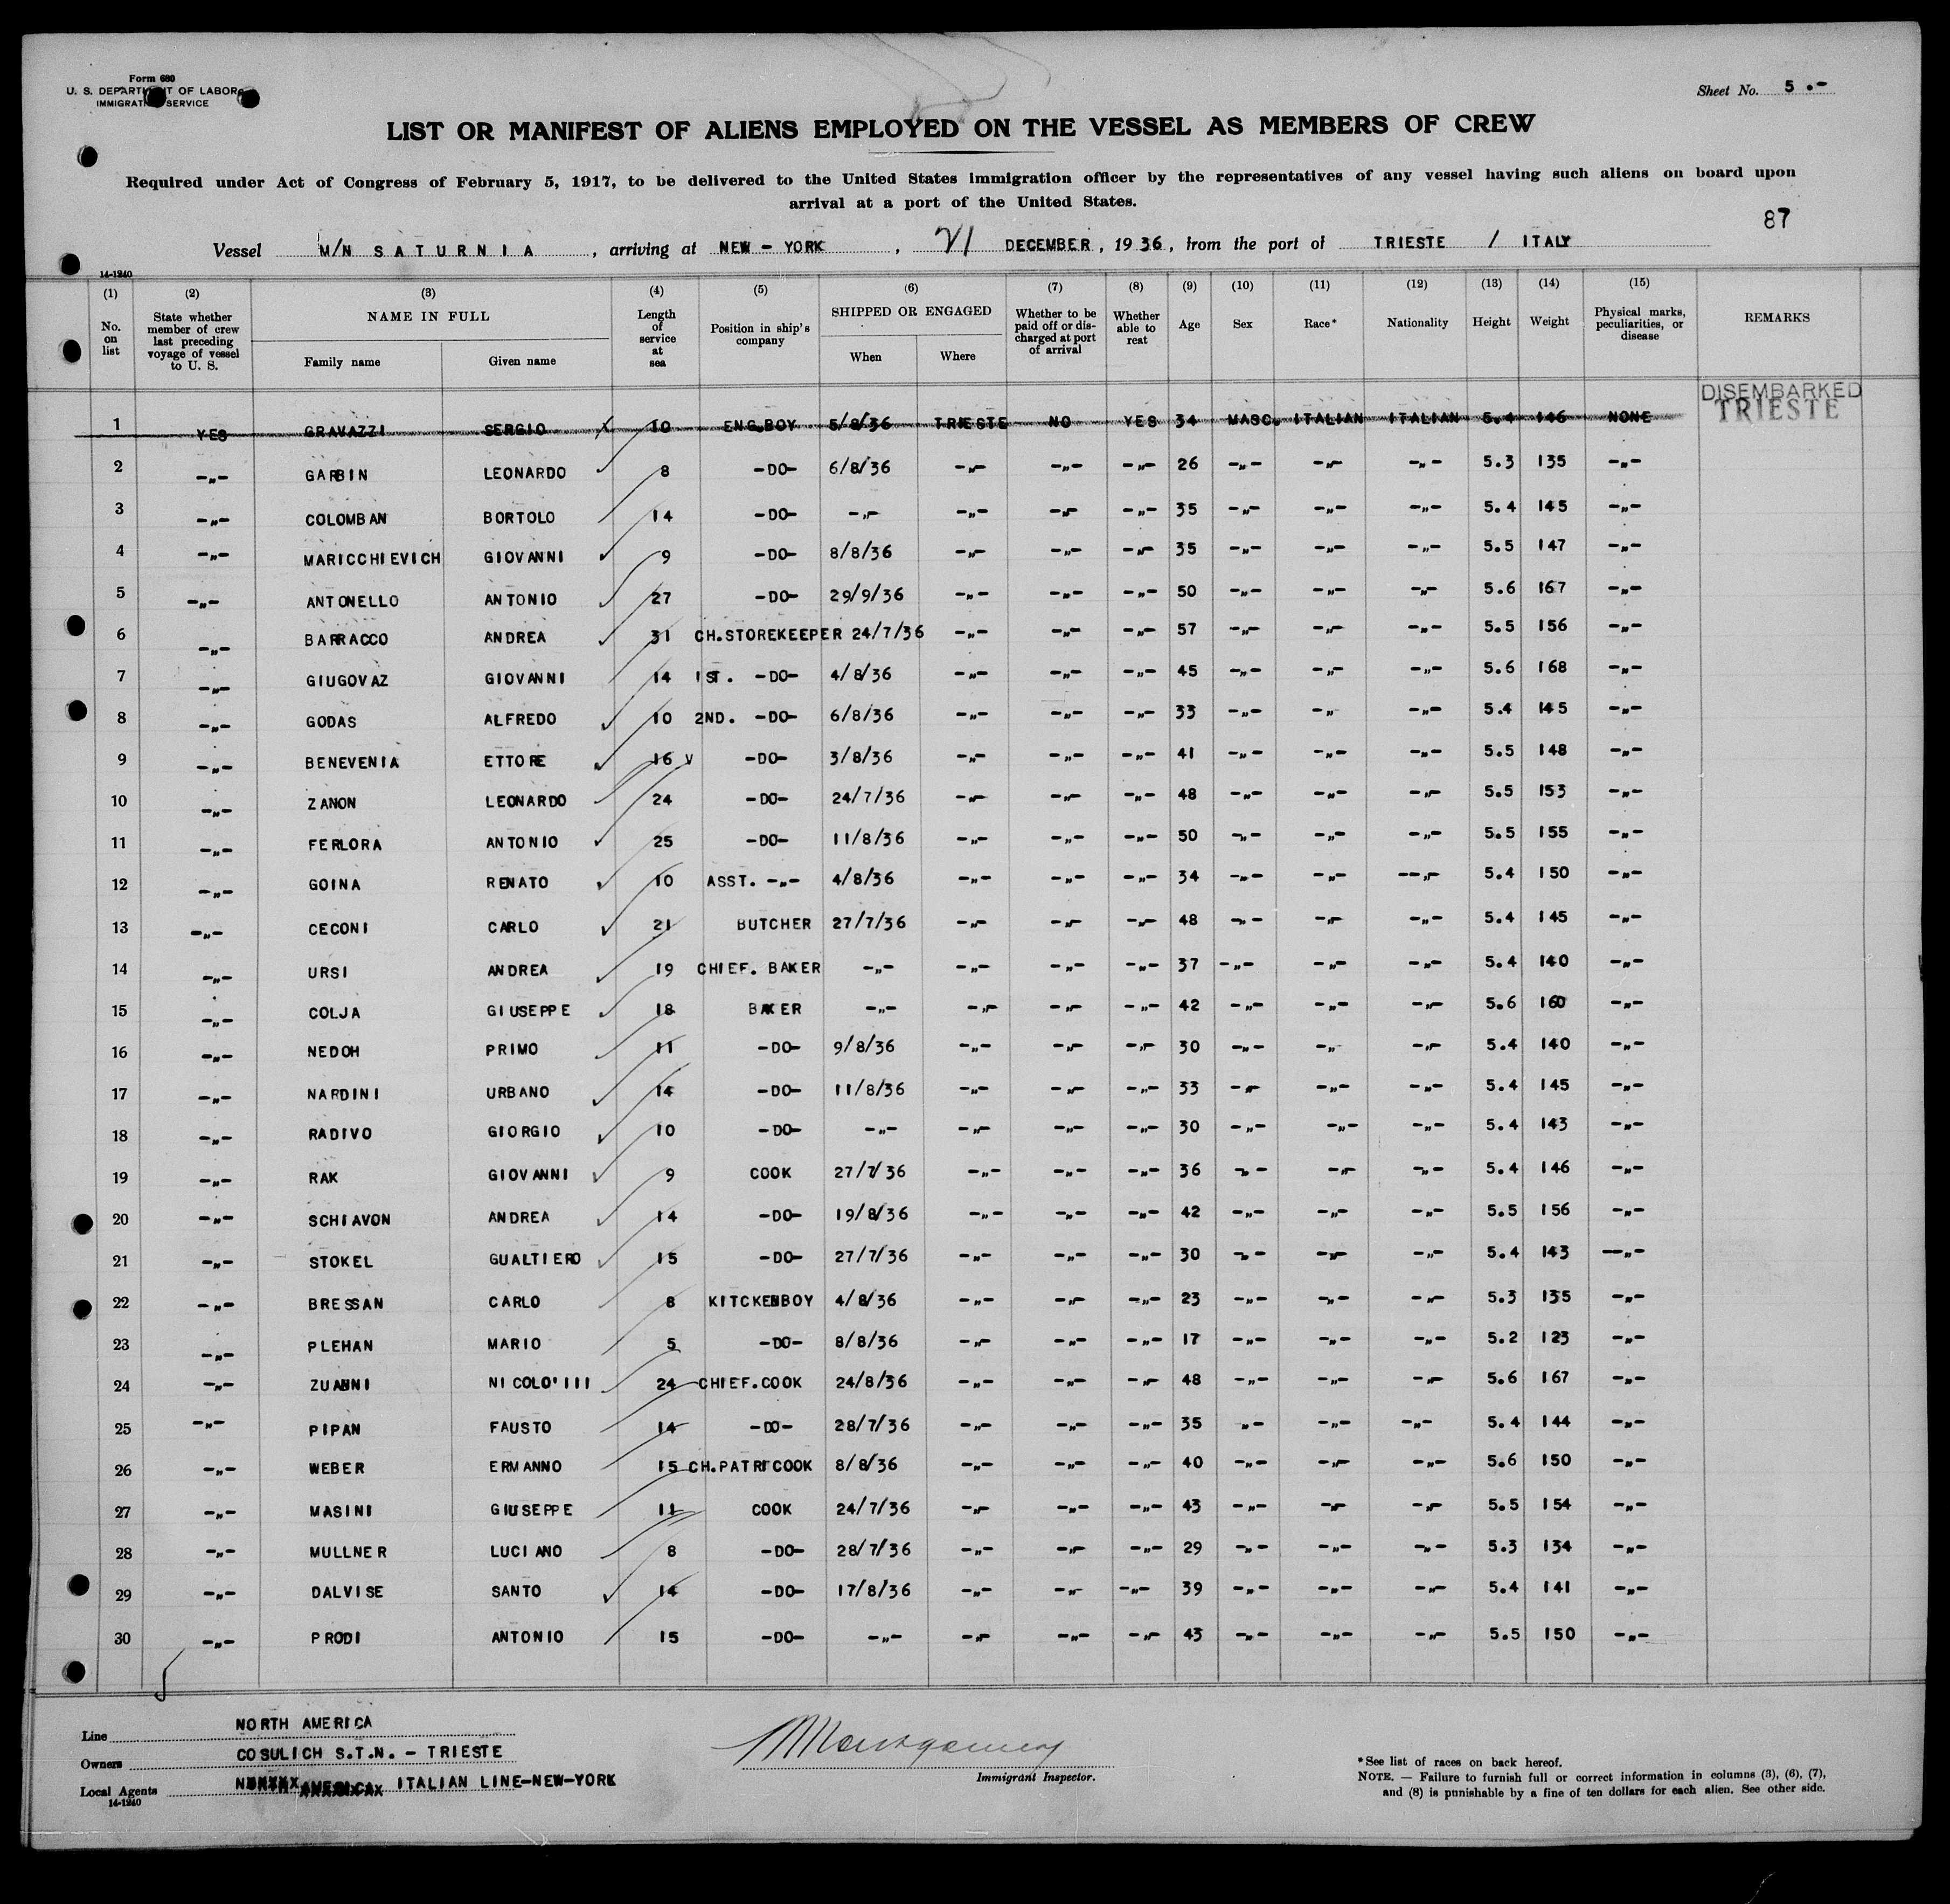 Form 680
U. S. DEPARTMENT OF LABOR
IMMIGRATION SERVICE
Sheet No. 5 .-
LIST OR MANIFEST OF ALIENS EMPLOYED ON THE VESSEL AS MEMBERS OF CREW
Required under Act of Congress of February 5, 1917, to be delivered to the United States immigration officer by the representatives of any vessel having such aliens on board upon
arrival at a port of the United States.
87
Vessel M/N SATURNIA, arriving at NEW-YORK, 21 DECEMBER, 1936, from the port of TRIESTE / ITALY
14-1240
(1) No. on list (2) State whether member of crew last preceding voyage of vessel to U. S. (3) NAME IN FULL Family name Given name (4) Length of service at sea (5) Position in ship's company (6) SHIPPED OR ENGAGED When Where (7) Whether to be paid off or discharged at port of arrival (8) Whether able to reat (9) Age (10) Sex (11) Race* (12) Nationality (13) Height (14) Weight (15) Physical marks, peculiarities, or disease REMARKS
DISEMBARKED
TRIESTE
1 YES GRAVAZZI SERGIO 10 ENG.BOY 5/8/36 TRIESTE NO YES 34 MASC. ITALIAN ITALIAN 5.4 146 NONE
2 -"- GARBIN LEONARDO 8 -DO- 6/8/36 -"- -"- -"- 26 -"- -"- -"- 5.3 135 -"-
3 -"- COLOMBAN BORTOLO 14 -DO- -"- -"- -"- -"- 35 -"- -"- -"- 5.4 145 -"-
4 -"- MARICCHIEVICH GIOVANNI 9 -DO- 8/8/36 -"- -"- -"- 35 -"- -"- -"- 5.5 147 -"-
5 -"- ANTONELLO ANTONIO 27 -DO- 29/9/36 -"- -"- -"- 50 -"- -"- -"- 5.6 167 -"-
6 -"- BARRACCO ANDREA 31 CH.STOREKEEPER 24/7/36 -"- -"- -"- 57 -"- -"- -"- 5.5 156 -"-
7 -"- GIUGOVAZ GIOVANNI 14 1ST. -DO- 4/8/36 -"- -"- -"- 45 -"- -"- -"- 5.6 168 -"-
8 -"- GODAS ALFREDO 10 2ND. -DO- 6/8/36 -"- -"- -"- 33 -"- -"- -"- 5.4 145 -"-
9 -"- BENEVENIA ETTORE 16 v -DO- 3/8/36 -"- -"- -"- 41 -"- -"- -"- 5.5 148 -"-
10 -"- ZANON LEONARDO 24 -DO- 24/7/36 -"- -"- -"- 48 -"- -"- -"- 5.5 153 -"-
11 -"- FERLORA ANTONIO 25 -DO- 11/8/36 -"- -"- -"- 50 -"- -"- -"- 5.5 155 -"-
12 -"- GOINA RENATO 10 ASST. -"- 4/8/36 -"- -"- -"- 34 -"- -"- -"- 5.4 150 -"-
13 -"- CECONI CARLO 21 BUTCHER 27/7/36 -"- -"- -"- 48 -"- -"- -"- 5.4 145 -"-
14 -"- URSI ANDREA 19 CHIEF. BAKER -"- -"- -"- -"- 37 -"- -"- -"- 5.4 140 -"-
15 -"- COLJA GIUSEPPE 18 BAKER -"- -"- -"- -"- 42 -"- -"- -"- 5.6 160 -"-
16 -"- NEDOH PRIMO 11 -DO- 9/8/36 -"- -"- -"- 30 -"- -"- -"- 5.4 140 -"-
17 -"- NARDINI URBANO 14 -DO- 11/8/36 -"- -"- -"- 33 -"- -"- -"- 5.4 145 -"-
18 -"- RADIVO GIORGIO 10 -DO- -"- -"- -"- -"- 30 -"- -"- -"- 5.4 143 -"-
19 -"- RAK GIOVANNI 9 COOK 27/7/36 -"- -"- -"- 36 -"- -"- -"- 5.4 146 -"-
20 -"- SCHIAVON ANDREA 14 -DO- 19/8/36 -"- -"- -"- 42 -"- -"- -"- 5.5 156 -"-
21 -"- STOKEL GUALTIERO 15 -DO- 27/7/36 -"- -"- -"- 30 -"- -"- -"- 5.4 143 -"-
22 -"- BRESSAN CARLO 8 KITCKENBOY 4/8/36 -"- -"- -"- 23 -"- -"- -"- 5.3 135 -"-
23 -"- PLEHAN MARIO 5 -DO- 8/8/36 -"- -"- -"- 17 -"- -"- -"- 5.2 123 -"-
24 -"- ZUANNI NICOLO'III 24 CHIEF.COOK 24/8/36 -"- -"- -"- 48 -"- -"- -"- 5.6 167 -"-
25 -"- PIPAN FAUSTO 14 -DO- 28/7/36 -"- -"- -"- 35 -"- -"- -"- 5.4 144 -"-
26 -"- WEBER ERMANNO 15 CH.PATRI COOK 8/8/36 -"- -"- -"- 40 -"- -"- -"- 5.6 150 -"-
27 -"- MASINI GIUSEPPE 11 COOK 24/7/36 -"- -"- -"- 43 -"- -"- -"- 5.5 154 -"-
28 -"- MULLNER LUCIANO 8 -DO- 28/7/36 -"- -"- -"- 29 -"- -"- -"- 5.3 134 -"-
29 -"- DALVISE SANTO 14 -DO- 17/8/36 -"- -"- -"- 39 -"- -"- -"- 5.4 141 -"-
30 -"- PRODI ANTONIO 15 -DO- -"- -"- -"- -"- 43 -"- -"- -"- 5.5 150 -"-
Line NORTH AMERICA
Owners COSULICH S.T.N. - TRIESTE
Local Agents ITALIAN LINE-NEW-YORK
14-1240
Montgomery
Immigrant Inspector.
*See list of races on back hereof.
NOTE. — Failure to furnish full or correct information in columns (3), (6), (7),
and (8) is punishable by a fine of ten dollars for each alien. See other side.